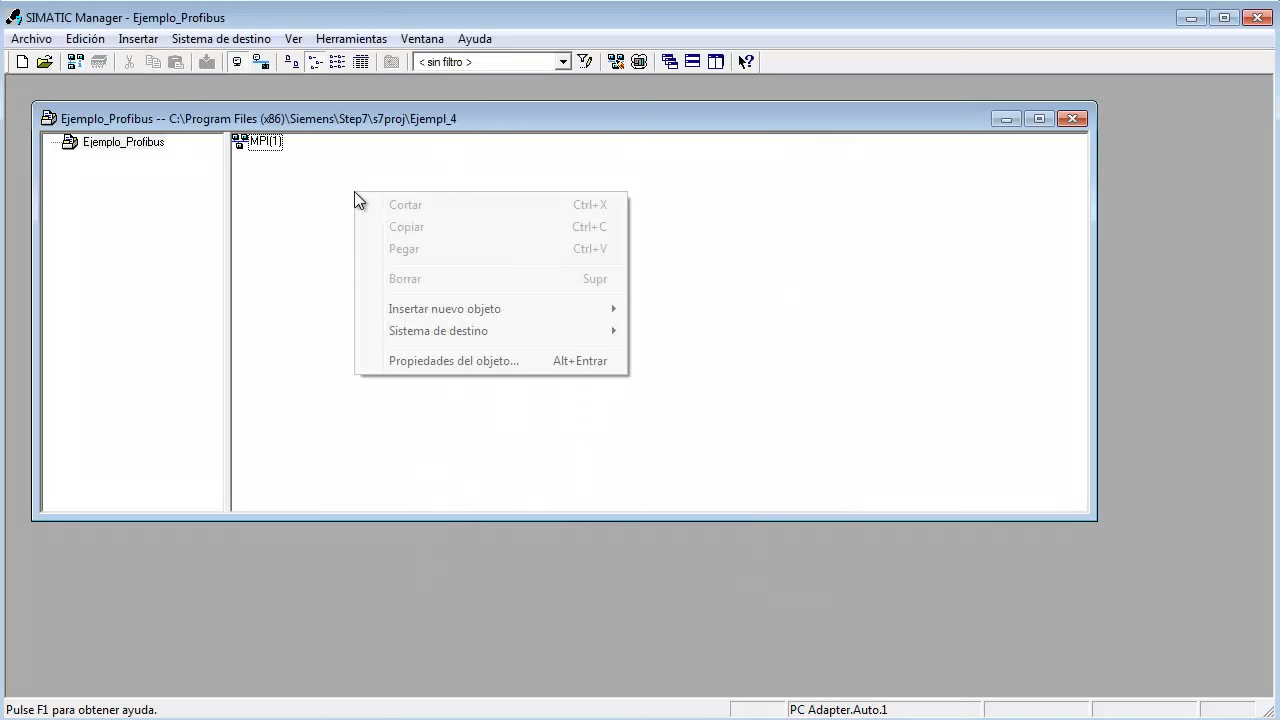 SIMATIC Manager - Ejemplo_Profibus
Archivo Edición Insertar Sistema de destino Ver Herramientas Ventana Ayuda
< sin filtro >
Ejemplo_Profibus -- C:\Program Files (x86)\Siemens\Step7\s7proj\Ejempl_4
Ejemplo_Profibus
MPI(1)
Cortar Ctrl+X
Copiar Ctrl+C
Pegar Ctrl+V
Borrar Supr
Insertar nuevo objeto
Sistema de destino
Propiedades del objeto... Alt+Entrar
Pulse F1 para obtener ayuda. PC Adapter.Auto.1